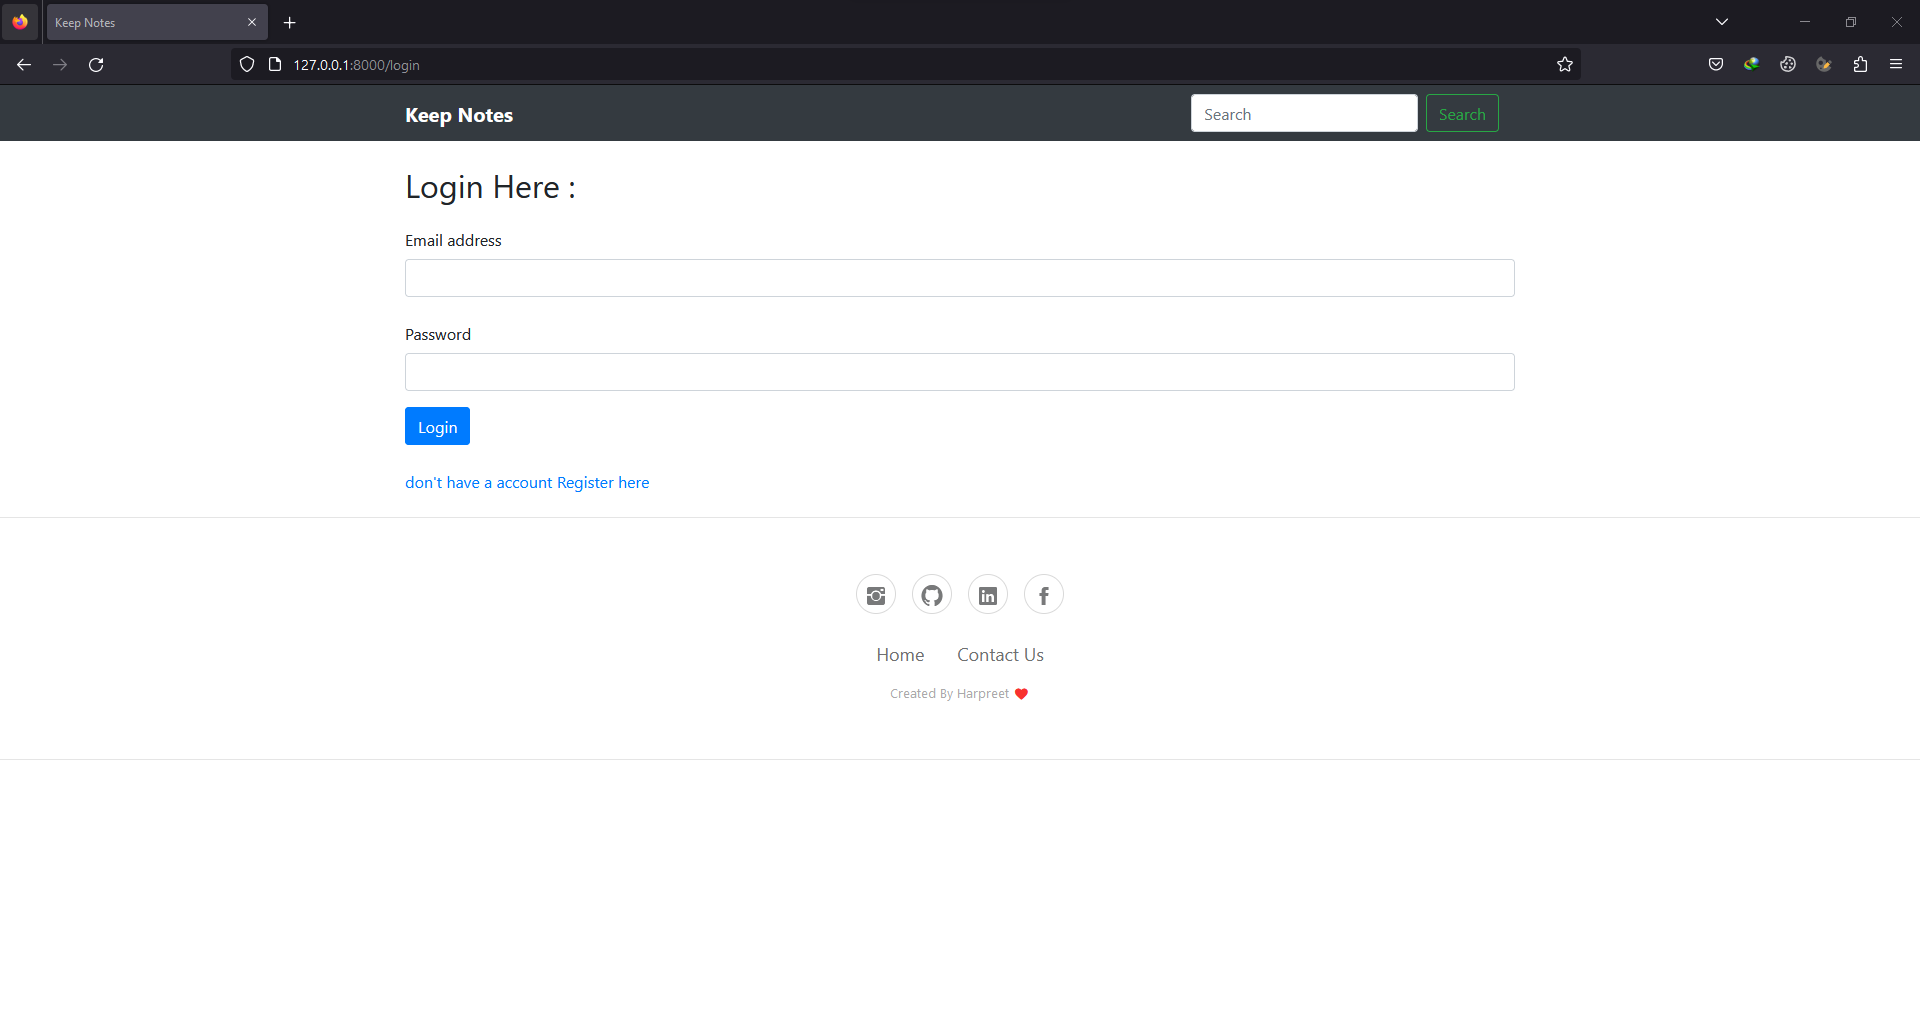 Keep Notes
127.0.0.1:8000/login
Keep Notes
Search
Search
Login Here :
Email address
Password
Login
don't have a account Register here
Home Contact Us
Created By Harpreet ❤